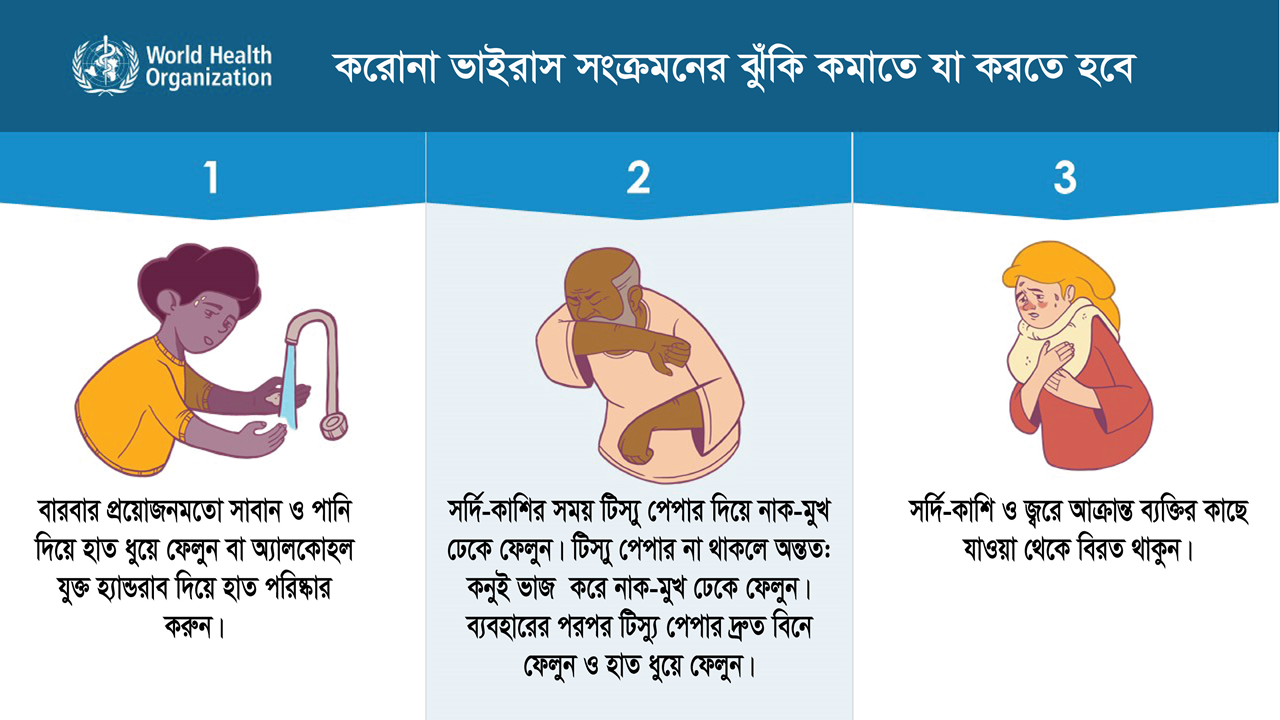 World Health
Organization
করোনা ভাইরাস সংক্রমনের ঝুঁকি কমাতে যা করতে হবে
1
বারবার প্রয়োজনমতো সাবান ও পানি
দিয়ে হাত ধুয়ে ফেলুন বা অ্যালকোহল
যুক্ত হ্যান্ডরাব দিয়ে হাত পরিষ্কার
করুন।
2
সর্দি-কাশির সময় টিস্যু পেপার দিয়ে নাক-মুখ
ঢেকে ফেলুন। টিস্যু পেপার না থাকলে অন্তত:
কনুই ভাজ করে নাক-মুখ ঢেকে ফেলুন।
ব্যবহারের পরপর টিস্যু পেপার দ্রুত বিনে
ফেলুন ও হাত ধুয়ে ফেলুন।
3
সর্দি-কাশি ও জ্বরে আক্রান্ত ব্যক্তির কাছে
যাওয়া থেকে বিরত থাকুন।